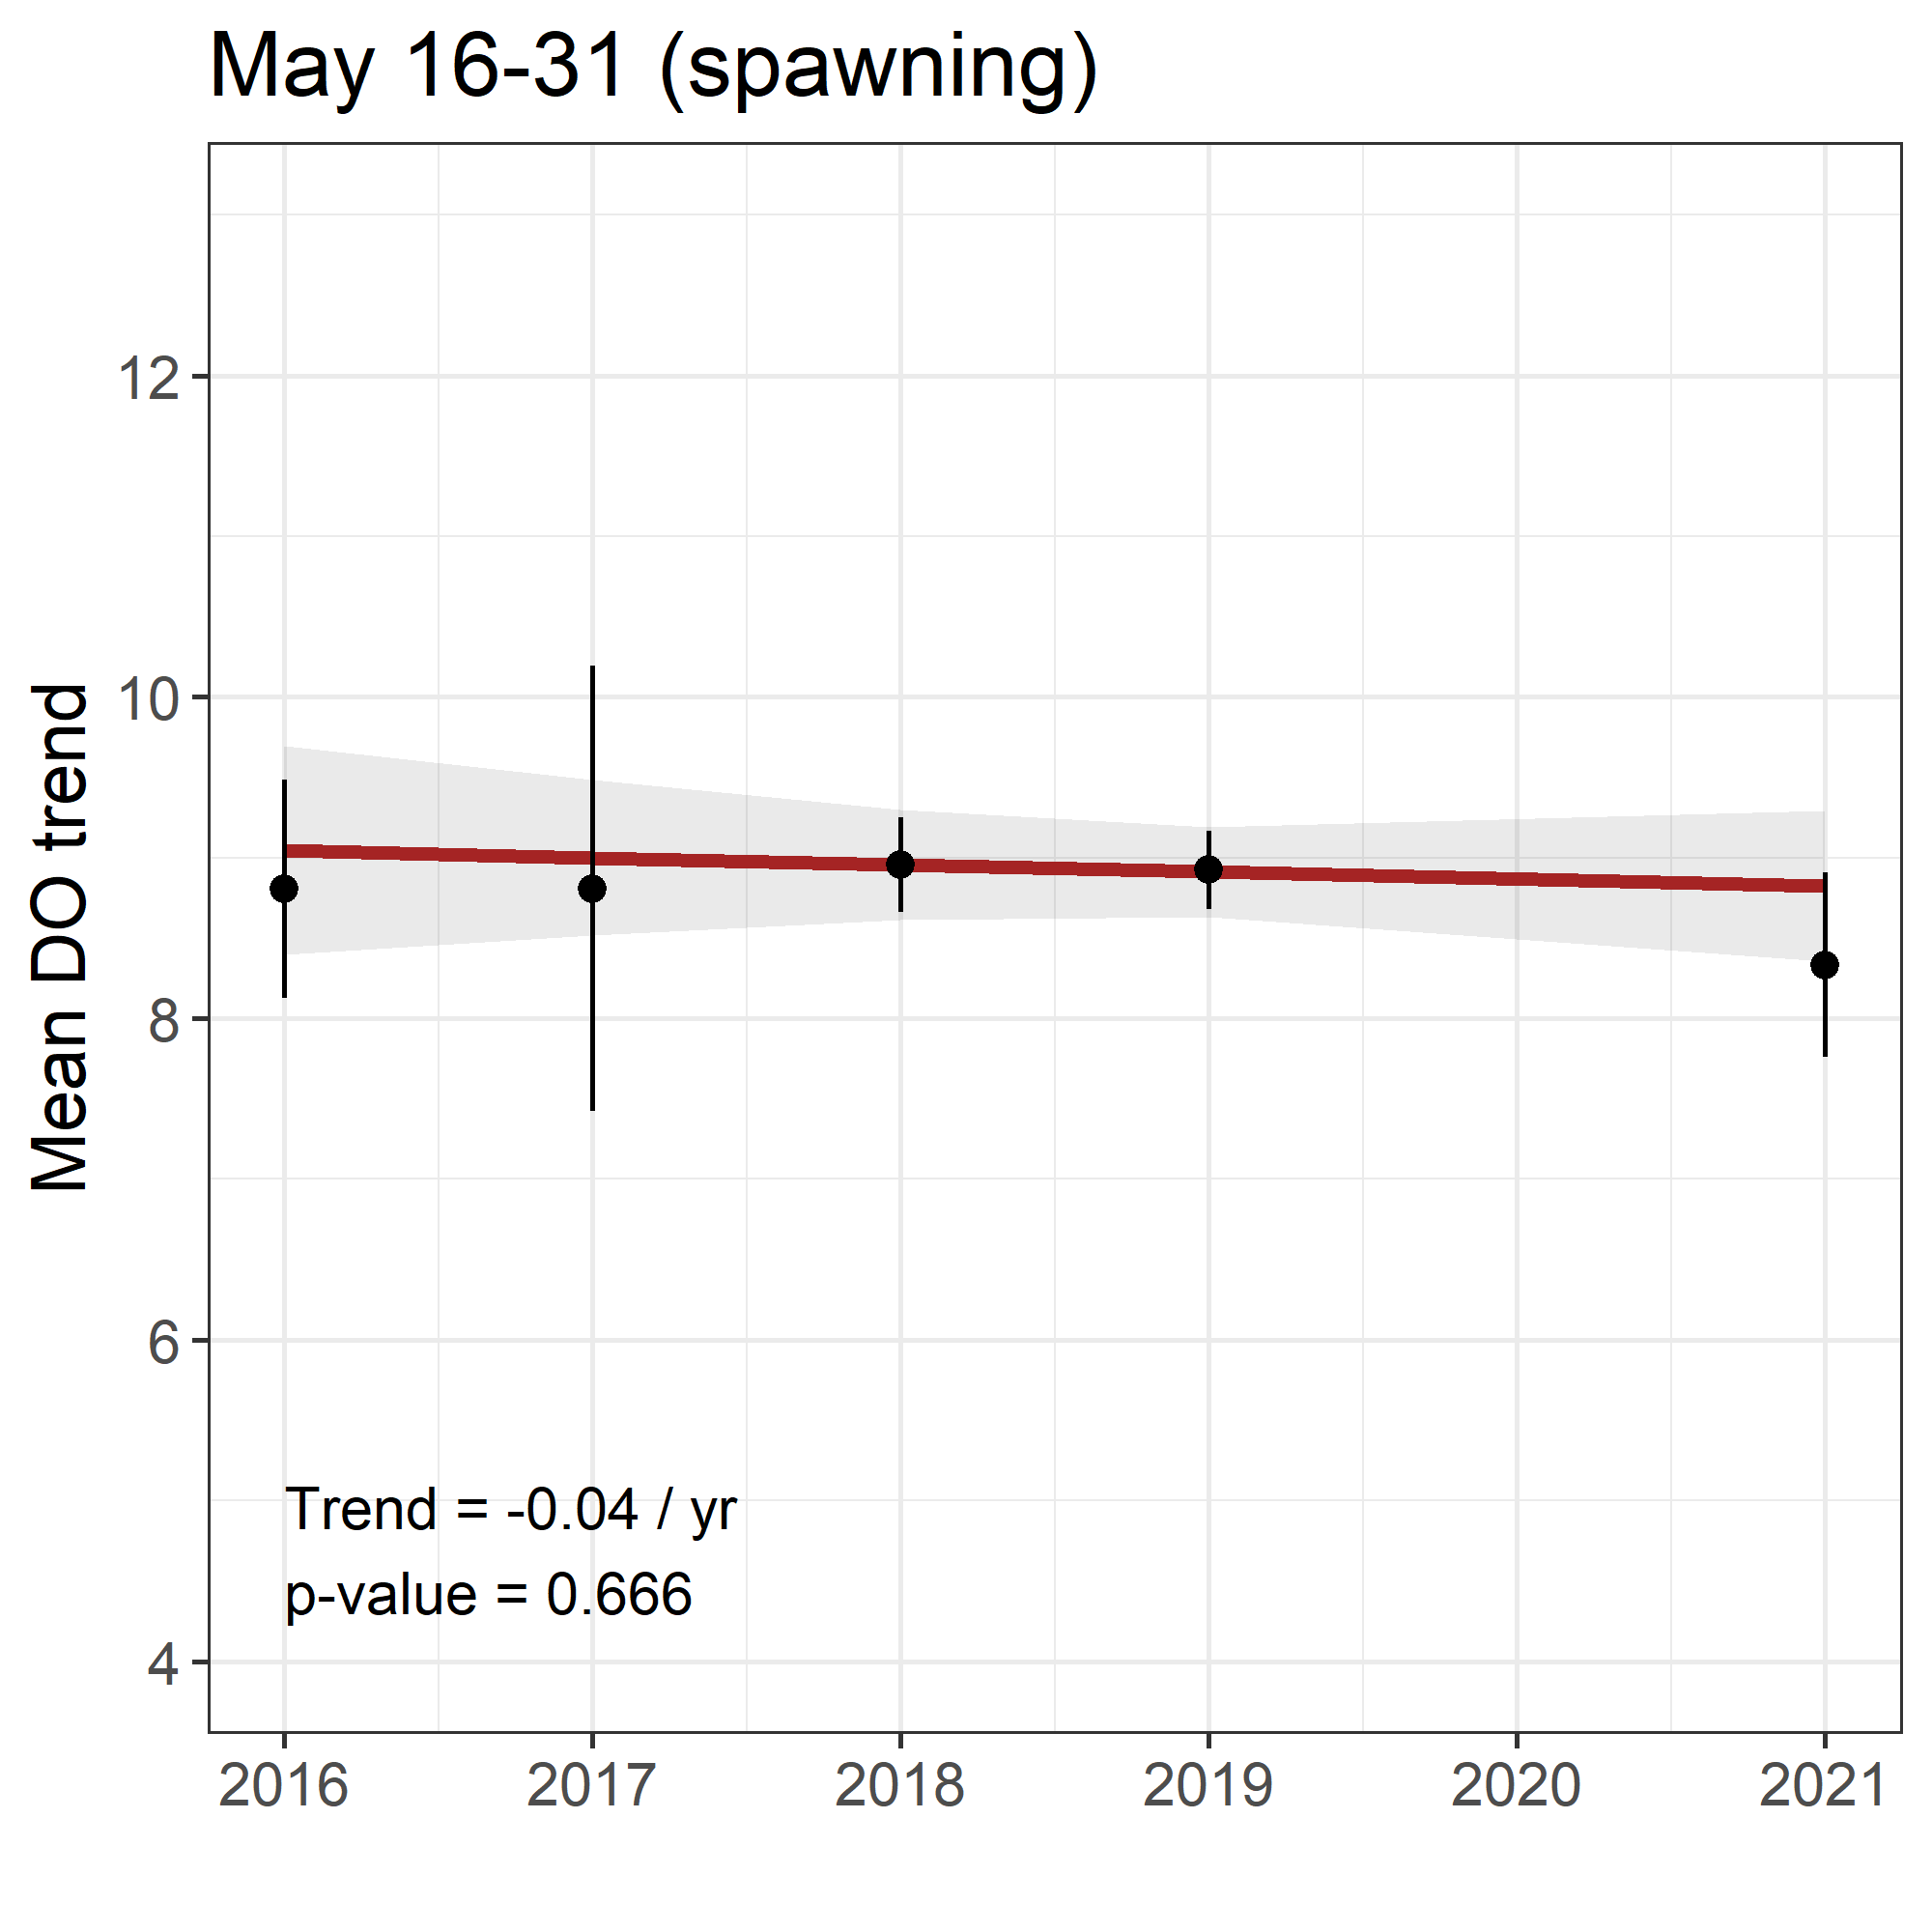 May 16-31 (spawning)
Mean DO trend
12
10
8
6
4
Trend = -0.04 / yr
p-value = 0.666
2016 2017 2018 2019 2020 2021